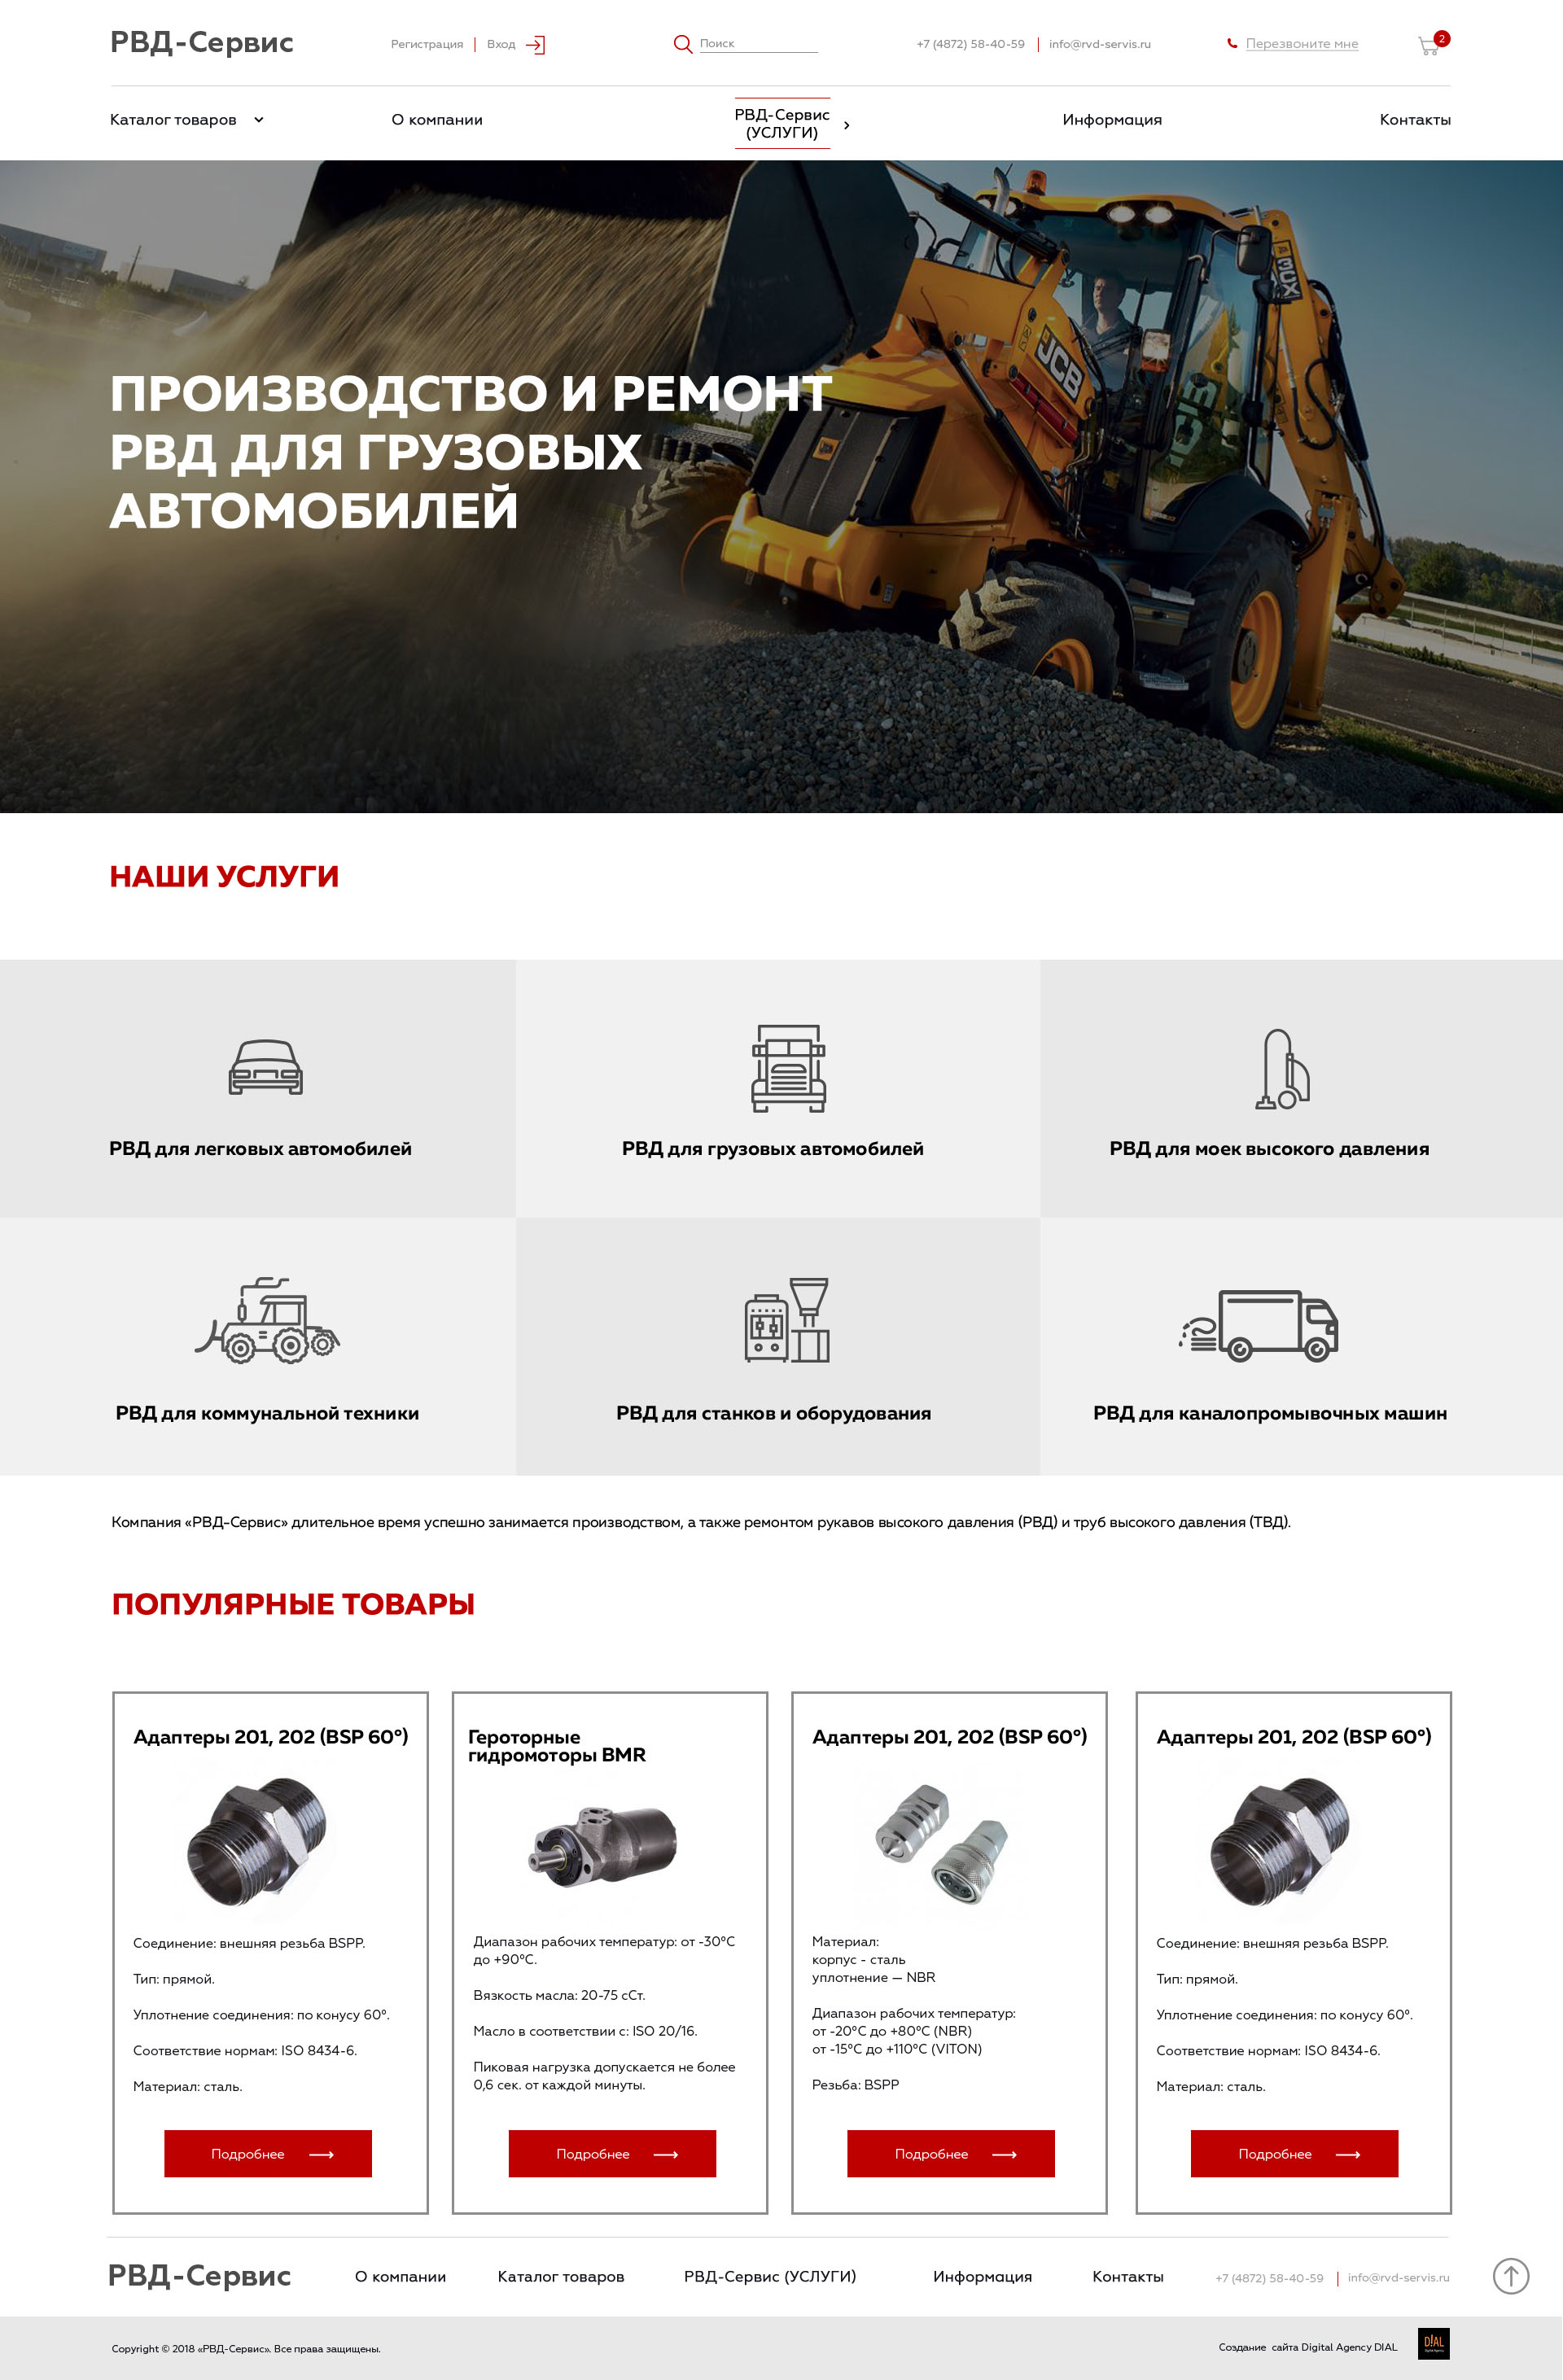 РВД-Сервис
Регистрация
Вход
Поиск
+7 (4872) 58-40-59
info@rvd-servis.ru
Перезвоните мне
2
Каталог товаров
О компании
РВД-Сервис
(УСЛУГИ)
Информация
Контакты
ПРОИЗВОДСТВО И РЕМОНТ
РВД ДЛЯ ГРУЗОВЫХ
АВТОМОБИЛЕЙ
JCB
3CX
JCB
НАШИ УСЛУГИ
РВД для легковых автомобилей
РВД для грузовых автомобилей
РВД для моек высокого давления
РВД для коммунальной техники
РВД для станков и оборудования
РВД для каналопромывочных машин
Компания «РВД-Сервис» длительное время успешно занимается производством, а также ремонтом рукавов высокого давления (РВД) и труб высокого давления (ТВД).
ПОПУЛЯРНЫЕ ТОВАРЫ
Адаптеры 201, 202 (BSP 60°)
Соединение: внешняя резьба BSPP.
Тип: прямой.
Уплотнение соединения: по конусу 60°.
Соответствие нормам: ISO 8434-6.
Материал: сталь.
Подробнее
Героторные
гидромоторы BMR
Диапазон рабочих температур: от -30°C
до +90°C.
Вязкость масла: 20-75 сСт.
Масло в соответствии с: ISO 20/16.
Пиковая нагрузка допускается не более
0,6 сек. от каждой минуты.
Подробнее
Адаптеры 201, 202 (BSP 60°)
Материал:
корпус - сталь
уплотнение — NBR
Диапазон рабочих температур:
от -20°C до +80°C (NBR)
от -15°C до +110°C (VITON)
Резьба: BSPP
Подробнее
Адаптеры 201, 202 (BSP 60°)
Соединение: внешняя резьба BSPP.
Тип: прямой.
Уплотнение соединения: по конусу 60°.
Соответствие нормам: ISO 8434-6.
Материал: сталь.
Подробнее
РВД-Сервис
О компании
Каталог товаров
РВД-Сервис (УСЛУГИ)
Информация
Контакты
+7 (4872) 58-40-59
info@rvd-servis.ru
Copyright © 2018 «РВД-Сервис». Все права защищены.
Создание сайта Digital Agency DIAL
DIAL